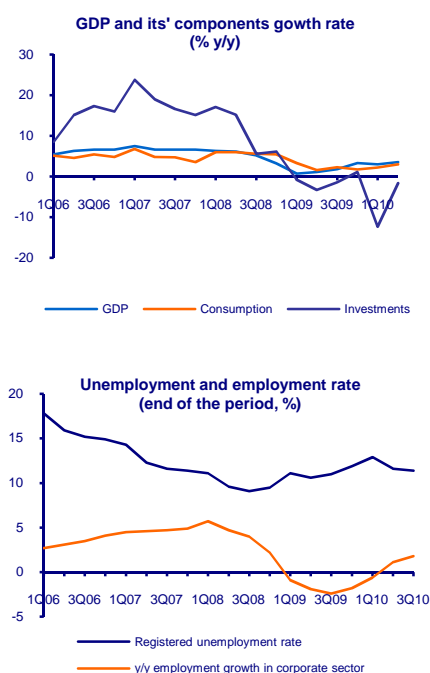 GDP and its' components gowth rate
(% y/y)
30
20
10
0
-10
-20
1Q06 3Q06 1Q07 3Q07 1Q08 3Q08 1Q09 3Q09 1Q10
GDP Consumption Investments
Unemployment and employment rate
(end of the period, %)
20
15
10
5
0
-5
1Q06 3Q06 1Q07 3Q07 1Q08 3Q08 1Q09 3Q09 1Q10 3Q10
Registered unemployment rate
y/y employment growth in corporate sector